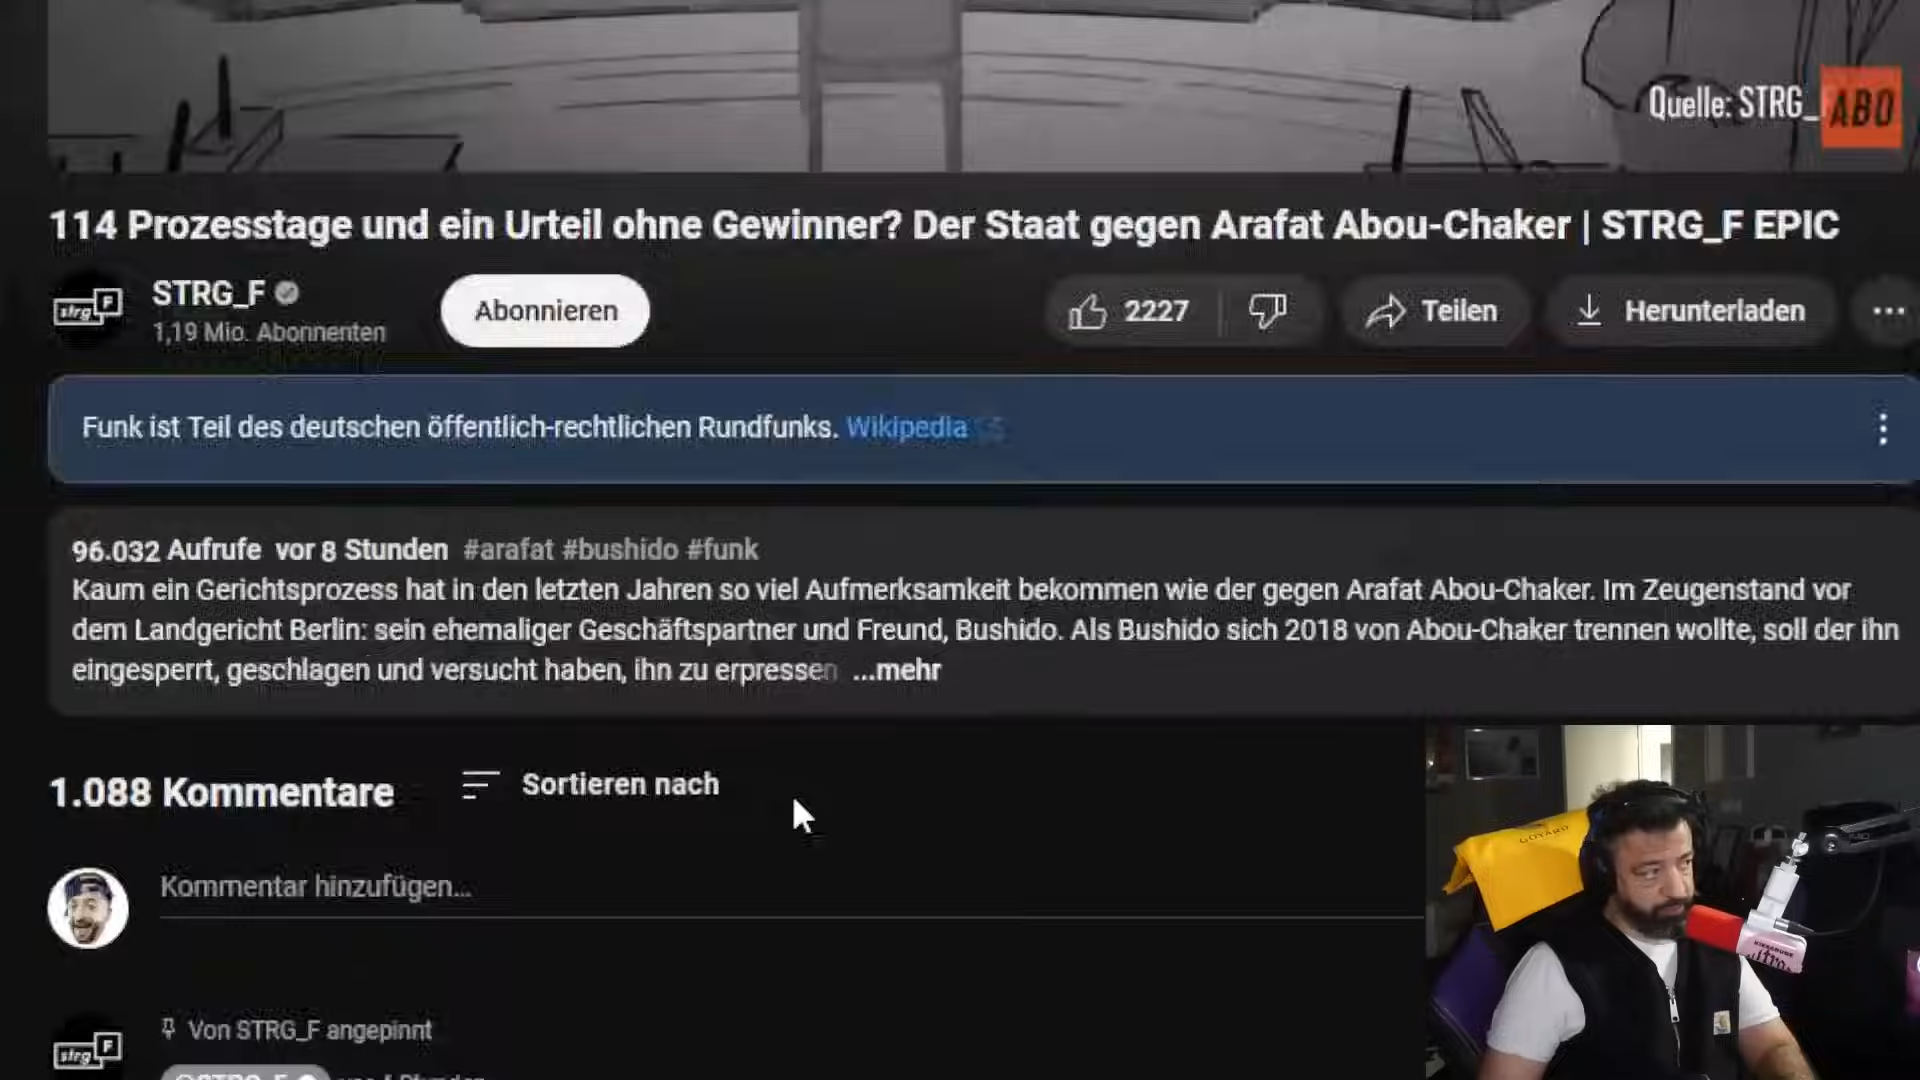 Quelle: STRG_
ABO
114 Prozesstage und ein Urteil ohne Gewinner? Der Staat gegen Arafat Abou-Chaker | STRG_F EPIC
strg_F
STRG_F
1,19 Mio. Abonnenten
Abonnieren
2227
Teilen
Herunterladen
Funk ist Teil des deutschen öffentlich-rechtlichen Rundfunks. Wikipedia
96.032 Aufrufe vor 8 Stunden #arafat #bushido #funk
Kaum ein Gerichtsprozess hat in den letzten Jahren so viel Aufmerksamkeit bekommen wie der gegen Arafat Abou-Chaker. Im Zeugenstand vor
dem Landgericht Berlin: sein ehemaliger Geschäftspartner und Freund, Bushido. Als Bushido sich 2018 von Abou-Chaker trennen wollte, soll der ihn
eingesperrt, geschlagen und versucht haben, ihn zu erpressen ...mehr
1.088 Kommentare
Sortieren nach
Kommentar hinzufügen...
GOYARD
Von STRG_F angepinnt
strg_F
@STRG_F